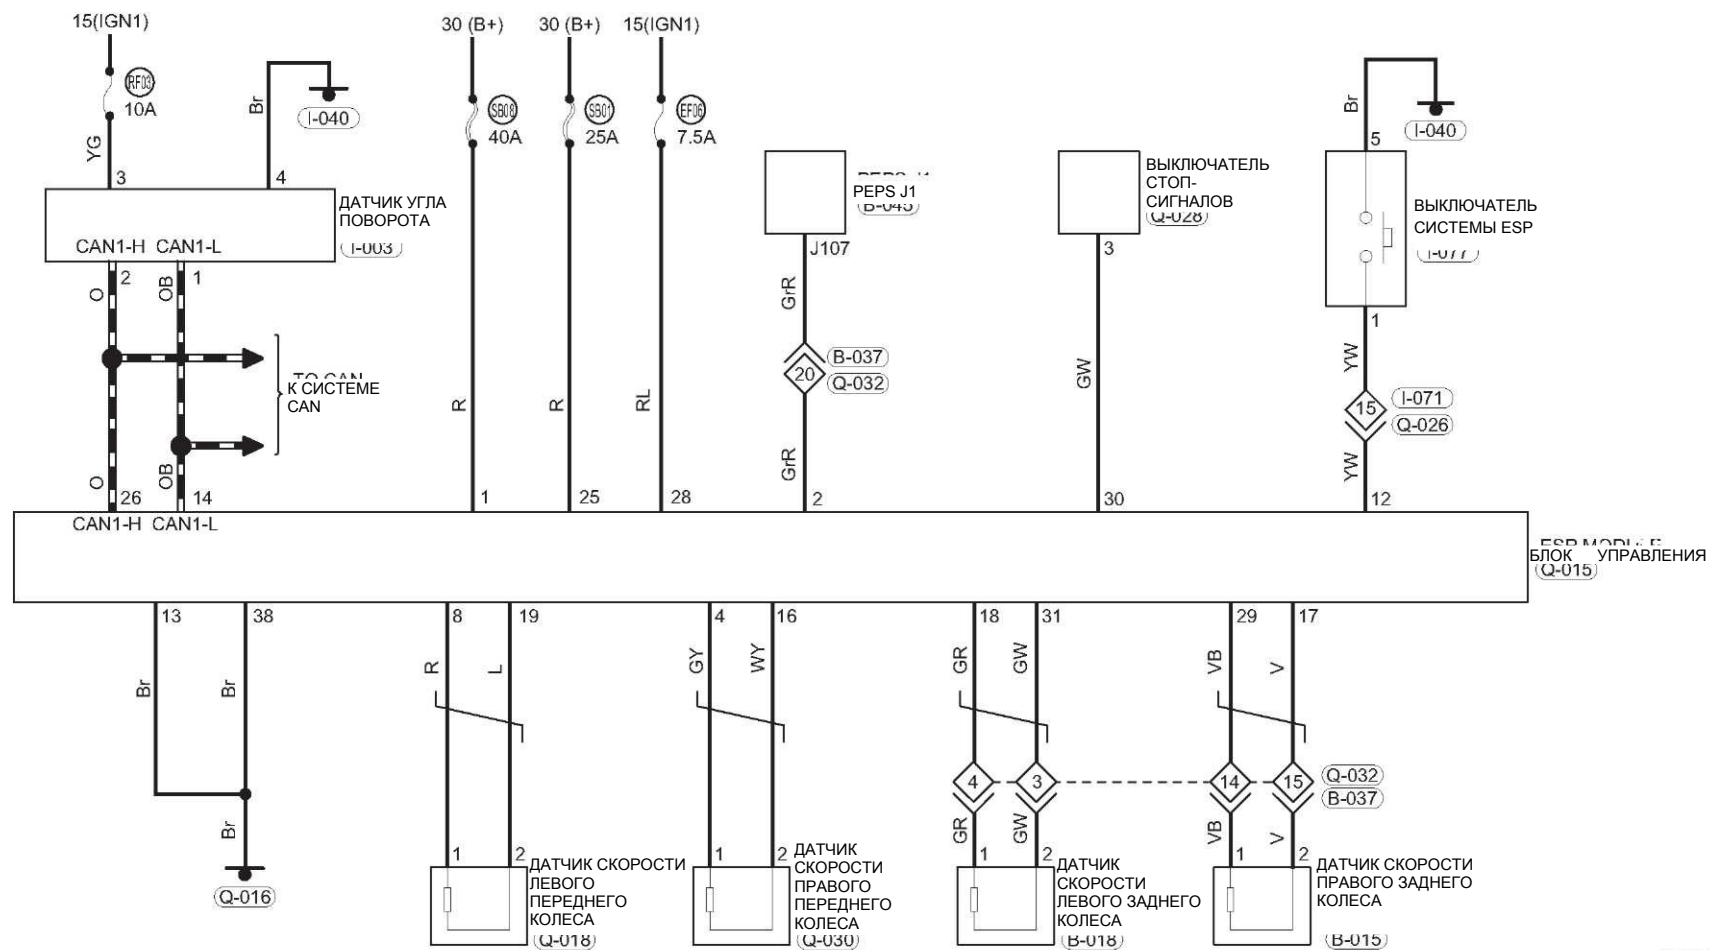 15(IGN1)
30 (B+)
30 (B+)
15(IGN1)
RF03
10A
Br
I-040
SB08
40A
SB01
25A
EF06
7.5A
Br
I-040
YG
3
4
5
ДАТЧИК УГЛА
ПОВОРОТА
I-003
CAN1-H
CAN1-L
PEPS J1
B-045
J107
ВЫКЛЮЧАТЕЛЬ
СТОП-
СИГНАЛОВ
Q-028
3
ВЫКЛЮЧАТЕЛЬ
СИСТЕМЫ ESP
I-077
1
O
2
OB
1
GrR
YW
К СИСТЕМЕ
CAN
R
R
RL
20
B-037
Q-032
GW
15
I-071
Q-026
O
26
OB
14
1
25
28
GrR
2
30
YW
12
CAN1-H
CAN1-L
ESP MODULE
БЛОК УПРАВЛЕНИЯ
Q-015
13
38
8
19
4
16
18
31
29
17
Br
Br
R
L
GY
WY
GR
GW
VB
V
4
3
14
15
Q-032
B-037
Br
GR
GW
VB
V
Q-016
1
2
ДАТЧИК СКОРОСТИ
ЛЕВОГО
ПЕРЕДНЕГО
КОЛЕСА
Q-018
1
2
ДАТЧИК
СКОРОСТИ
ПРАВОГО
ПЕРЕДНЕГО
КОЛЕСА
Q-030
1
2
ДАТЧИК
СКОРОСТИ
ЛЕВОГО ЗАДНЕГО
КОЛЕСА
B-018
1
2
ДАТЧИК СКОРОСТИ
ПРАВОГО ЗАДНЕГО
КОЛЕСА
B-015